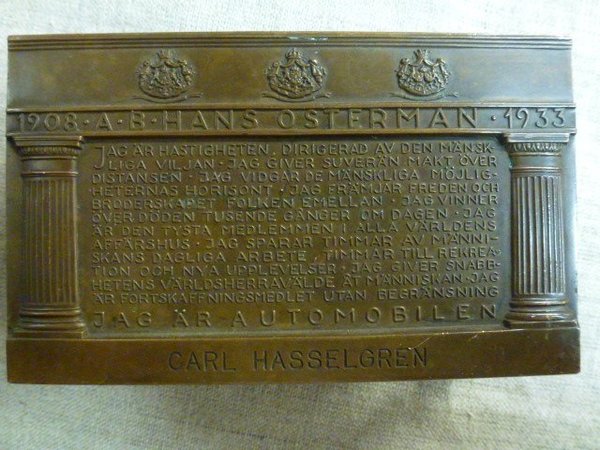 1908 · A · B · HANS OSTERMAN · 1933
JAG ÄR HASTIGHETEN, DIRIGERAD AV DEN MÄNSK-
LIGA VILJAN · JAG GIVER SUVERÄN MAKT ÖVER
DISTANSEN · JAG VIDGAR DE MÄNSKLIGA MÖJLIG-
HETERNAS HORISONT · JAG FRÄMJAR FREDEN OCH
BRÖDERSKAPET FOLKEN EMELLAN · JAG VINNER
ÖVER DÖDEN TUSENDE GÅNGER OM DAGEN · JAG
ÄR DEN TYSTA MEDLEMMEN I ALLA VÄRLDENS
AFFÄRSHUS · JAG SPARAR TIMMAR AV MÄNNI-
SKANS DAGLIGA ARBETE, TIMMAR TILL REKREA-
TION OCH NYA UPPLEVELSER · JAG GIVER SNABB-
HETENS VÄRLDSHERRAVÄLDE ÅT MÄNNISKAN JAG
ÄR FORTSKAFFNINGSMEDLET UTAN BEGRÄNSNING
JAG ÄR AUTOMOBILEN
CARL HASSELGREN